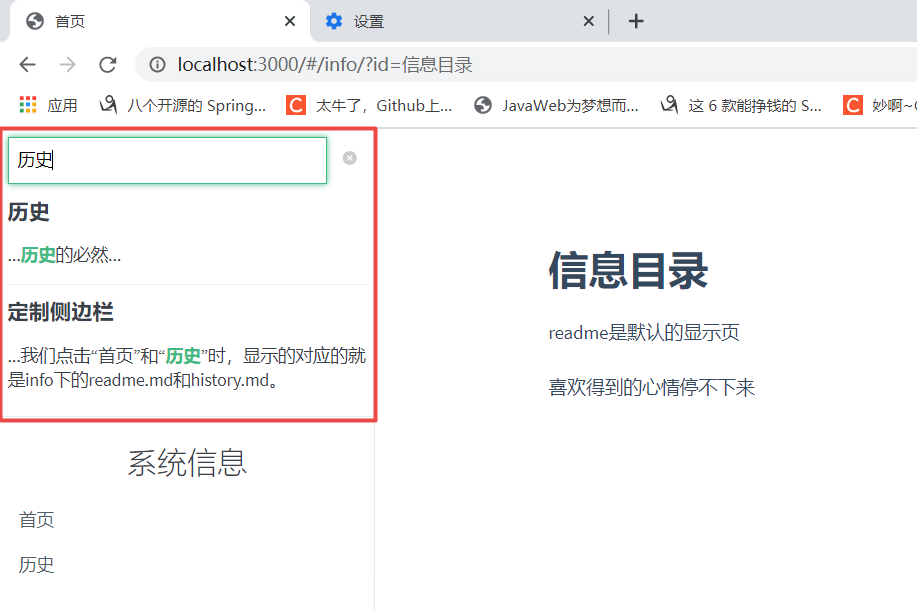 首页
设置
localhost:3000/#/info/?id=信息目录
应用
八个开源的 Spring...
太牛了，Github上...
JavaWeb为梦想而...
这 6 款能挣钱的 S...
妙啊~
历史
历史
...历史的必然...
定制侧边栏
...我们点击“首页”和“历史”时，显示的对应的就
是info下的readme.md和history.md。
系统信息
首页
历史
信息目录
readme是默认的显示页
喜欢得到的心情停不下来